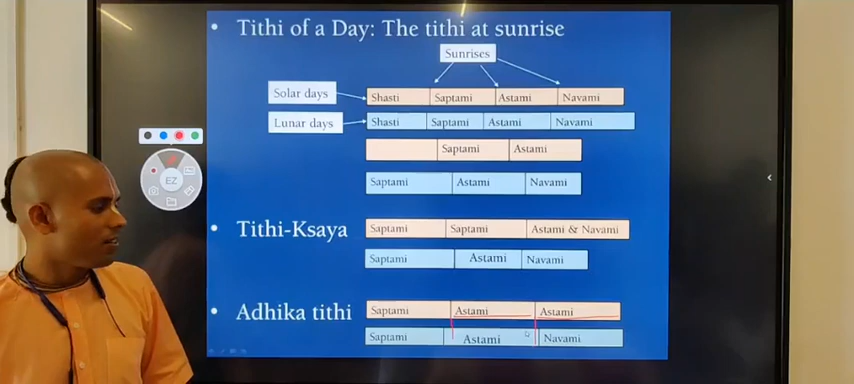 • Tithi of a Day: The tithi at sunrise
Sunrises
Solar days
Shasti Saptami Astami Navami
Lunar days
Shasti Saptami Astami Navami
Saptami Astami
Saptami Astami Navami
• Tithi-Ksaya
Saptami Saptami Astami & Navami
Saptami Astami Navami
• Adhika tithi
Saptami Astami Astami
Saptami Astami Navami
EZ